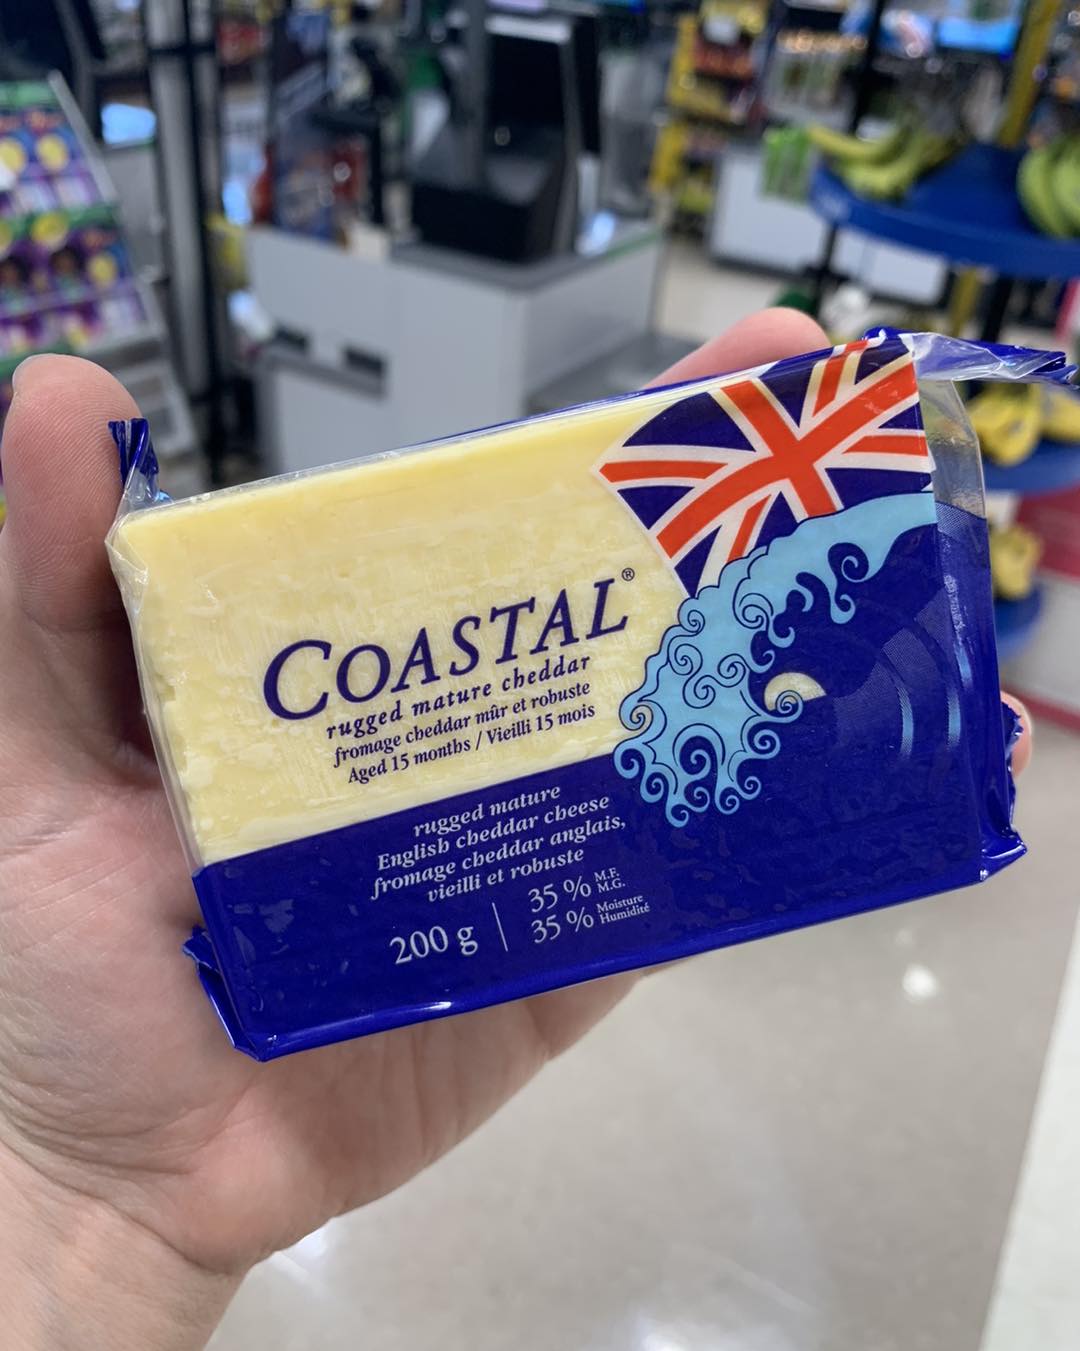 COASTAL®
rugged mature cheddar
fromage cheddar mûr et robuste
Aged 15 months / Vieilli 15 mois
rugged mature
English cheddar cheese
fromage cheddar anglais,
vieilli et robuste
200 g
35 % M.F.
M.G.
35 % Moisture
Humidité